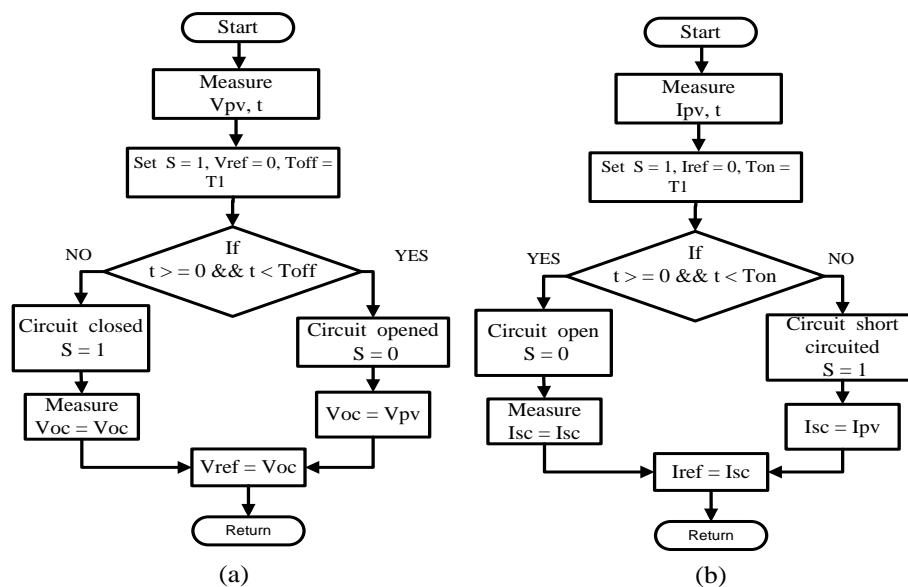 Start
Measure
Vpv, t
Set S = 1, Vref = 0, Toff =
T1
If
t > = 0 && t < Toff
NO
YES
Circuit closed
S = 1
Circuit opened
S = 0
Measure
Voc = Voc
Voc = Vpv
Vref = Voc
Return
(a)
Start
Measure
Ipv, t
Set S = 1, Iref = 0, Ton =
T1
If
t > = 0 && t < Ton
YES
NO
Circuit open
S = 0
Circuit short
circuited
S = 1
Measure
Isc = Isc
Isc = Ipv
Iref = Isc
Return
(b)